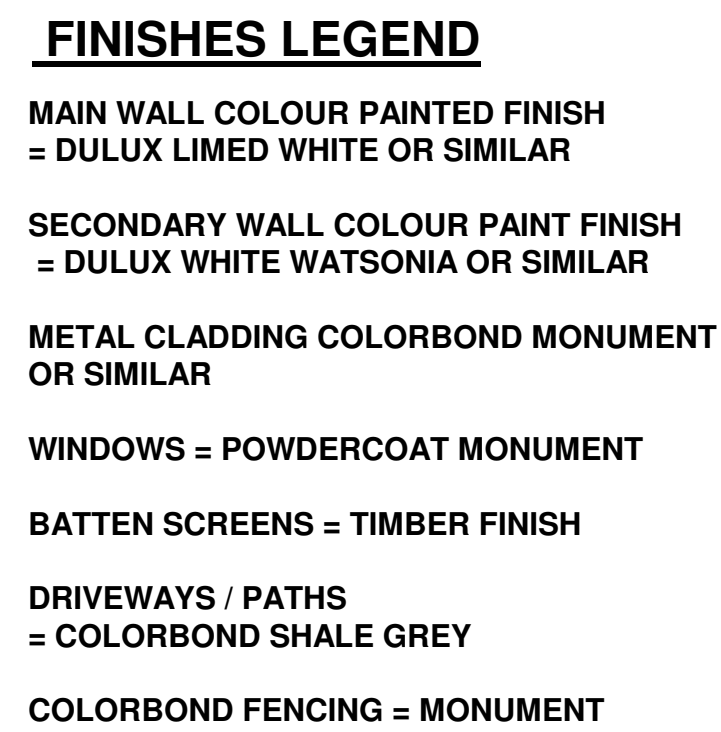 FINISHES LEGEND
MAIN WALL COLOUR PAINTED FINISH
= DULUX LIMED WHITE OR SIMILAR
SECONDARY WALL COLOUR PAINT FINISH
= DULUX WHITE WATSONIA OR SIMILAR
METAL CLADDING COLORBOND MONUMENT
OR SIMILAR
WINDOWS = POWDERCOAT MONUMENT
BATTEN SCREENS = TIMBER FINISH
DRIVEWAYS / PATHS
= COLORBOND SHALE GREY
COLORBOND FENCING = MONUMENT